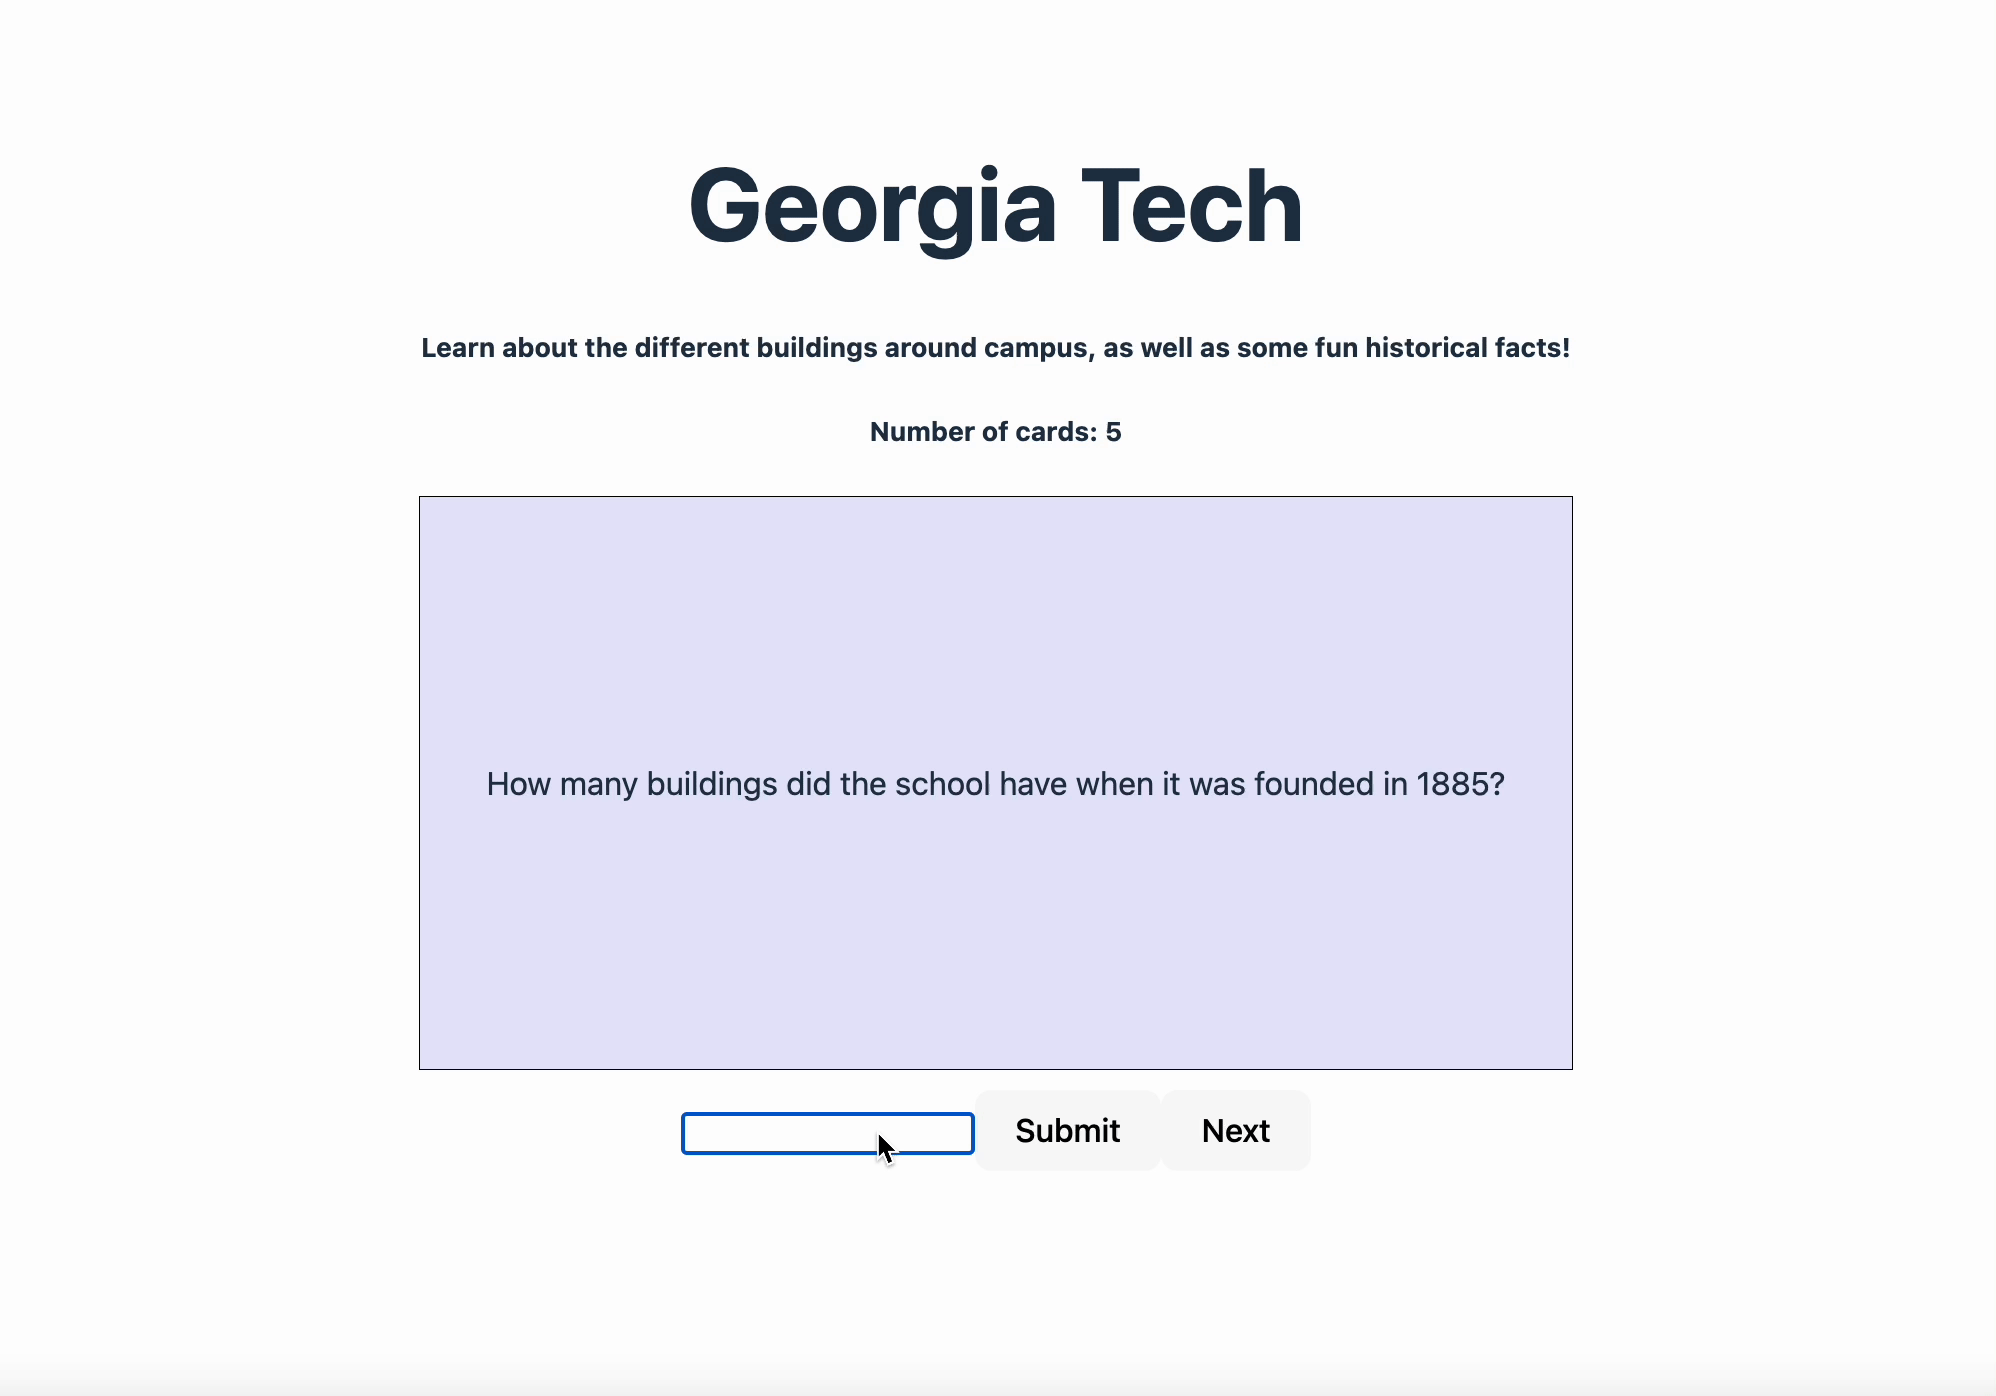 Georgia Tech
Learn about the different buildings around campus, as well as some fun historical facts!
Number of cards: 5
How many buildings did the school have when it was founded in 1885?
Submit
Next